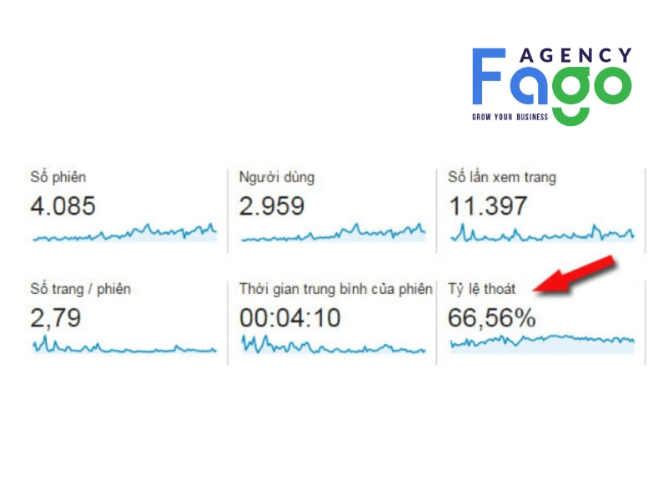 AGENCY
Fago
GROW YOUR BUSINESS
Số phiên
4.085
Người dùng
2.959
Số lần xem trang
11.397
Số trang / phiên
2,79
Thời gian trung bình của phiên
00:04:10
Tỷ lệ thoát
66,56%